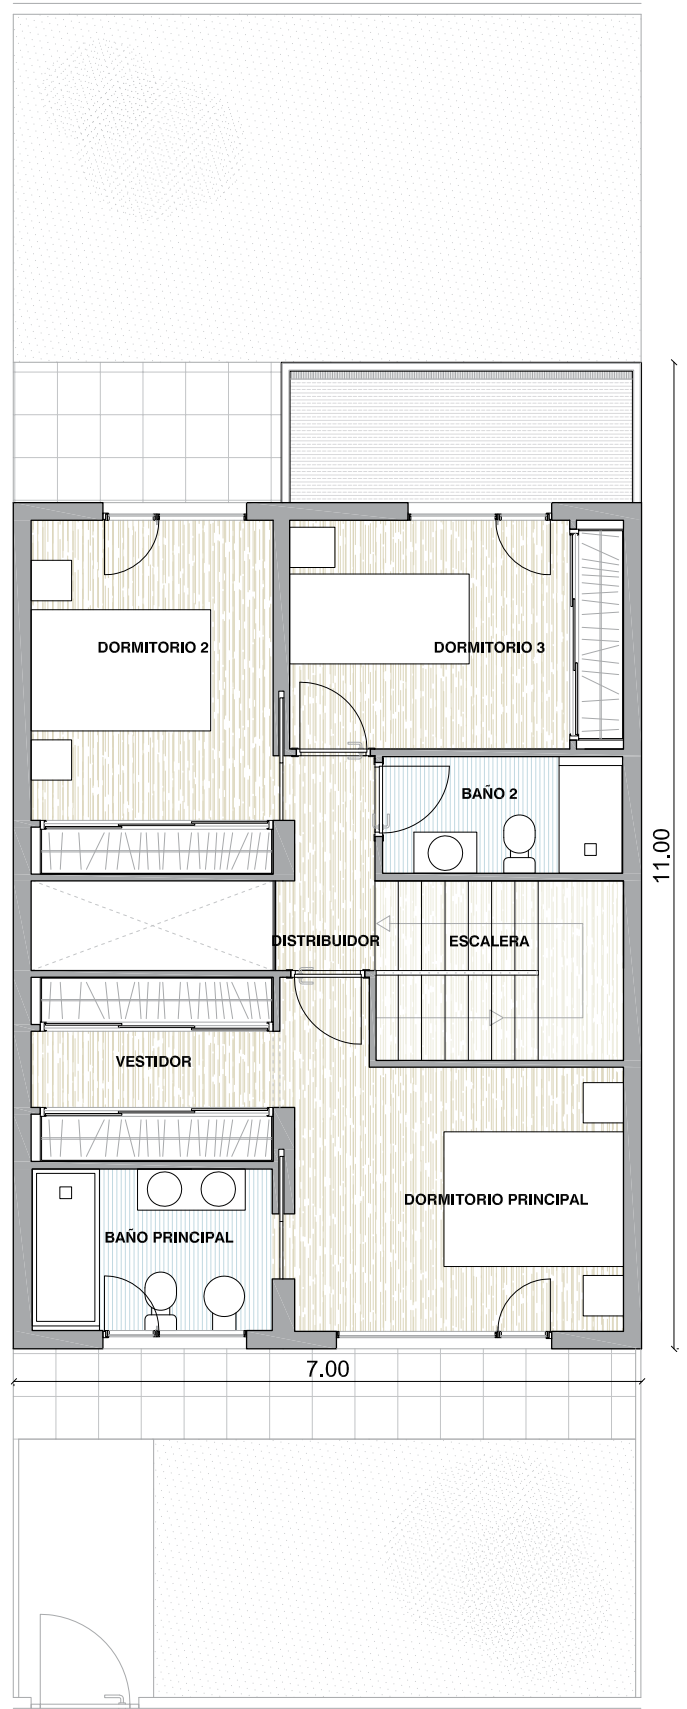 DORMITORIO 2
DORMITORIO 3
BAÑO 2
11.00
DISTRIBUIDOR
ESCALERA
VESTIDOR
DORMITORIO PRINCIPAL
BAÑO PRINCIPAL
7.00